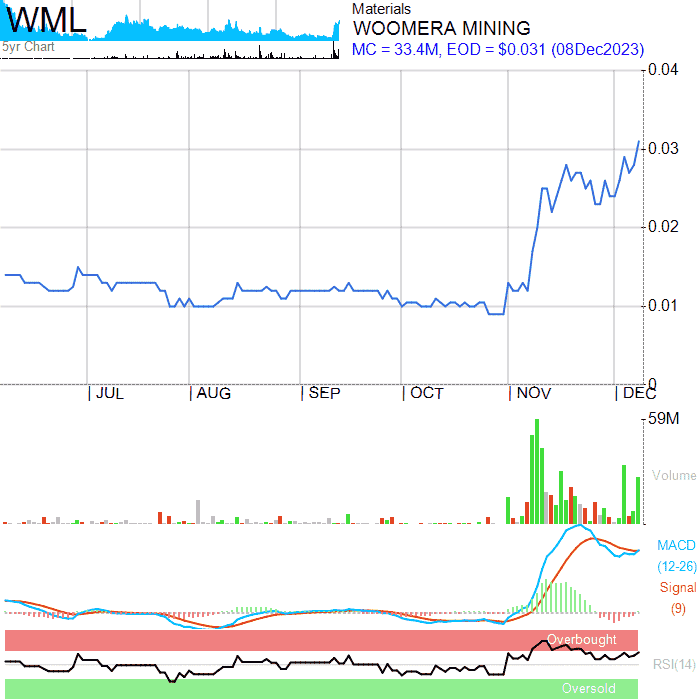 WML
5yr Chart
Materials
WOOMERA MINING
MC = 33.4M, EOD = $0.031 (08Dec2023)
0.04
0.03
0.02
0.01
0
JUL AUG SEP OCT NOV DEC
59M
Volume
MACD
(12-26)
Signal
(9)
Overbought
RSI(14)
Oversold